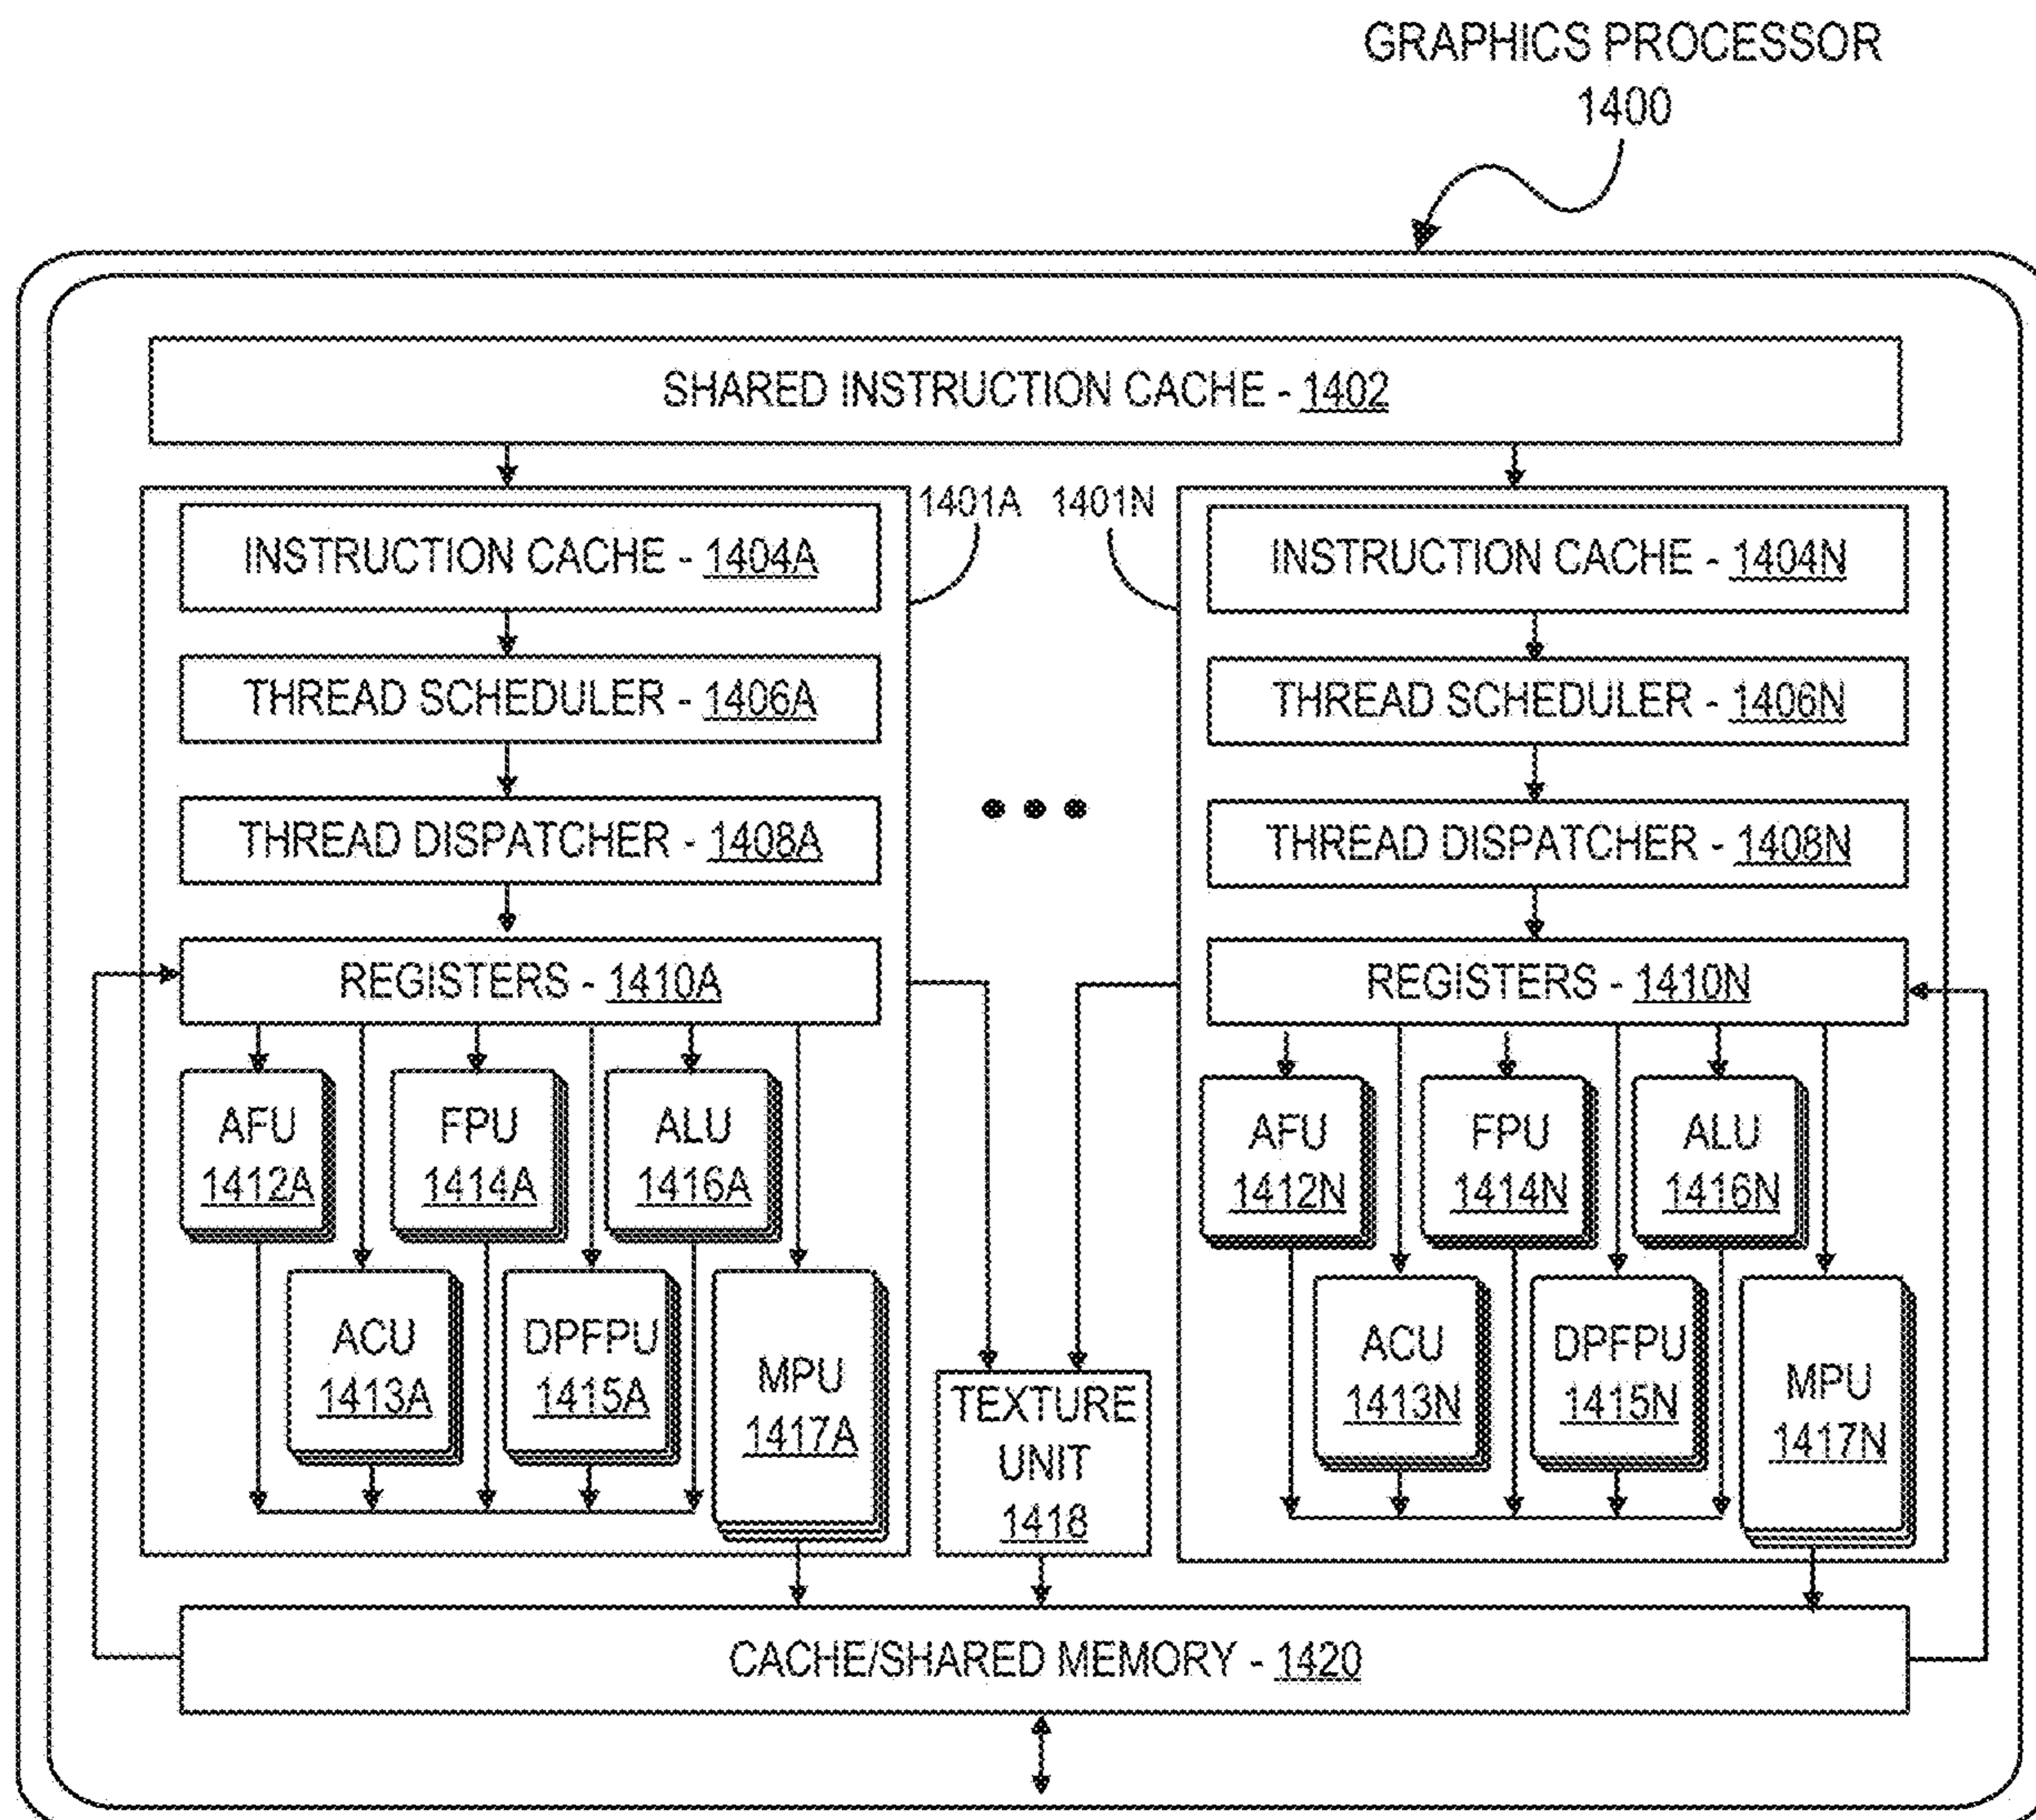 GRAPHICS PROCESSOR
1400
SHARED INSTRUCTION CACHE - 1402
1401A
1401N
INSTRUCTION CACHE - 1404A
THREAD SCHEDULER - 1406A
THREAD DISPATCHER - 1408A
REGISTERS - 1410A
AFU
1412A
FPU
1414A
ALU
1416A
ACU
1413A
DPFPU
1415A
MPU
1417A
INSTRUCTION CACHE - 1404N
THREAD SCHEDULER - 1406N
THREAD DISPATCHER - 1408N
REGISTERS - 1410N
AFU
1412N
FPU
1414N
ALU
1416N
ACU
1413N
DPFPU
1415N
MPU
1417N
TEXTURE
UNIT
1418
CACHE/SHARED MEMORY - 1420